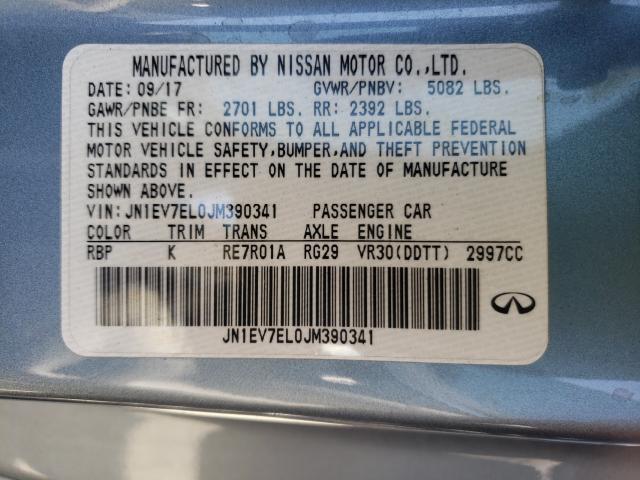 MANUFACTURED BY NISSAN MOTOR CO.,LTD.
DATE: 09/17 GVWR/PNBV: 5082 LBS.
GAWR/PNBE FR: 2701 LBS. RR: 2392 LBS.
THIS VEHICLE CONFORMS TO ALL APPLICABLE FEDERAL
MOTOR VEHICLE SAFETY,BUMPER,AND THEFT PREVENTION
STANDARDS IN EFFECT ON THE DATE OF MANUFACTURE
SHOWN ABOVE.
VIN: JN1EV7EL0JM390341 PASSENGER CAR
COLOR TRIM TRANS AXLE ENGINE
RBP K RE7R01A RG29 VR30(DDTT) 2997CC
JN1EV7EL0JM390341